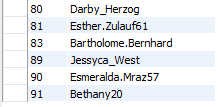 80 Darby_Herzog
81 Esther.Zulauf61
83 Bartholome.Bernhard
89 Jessyca_West
90 Esmeralda.Mraz57
91 Bethany20